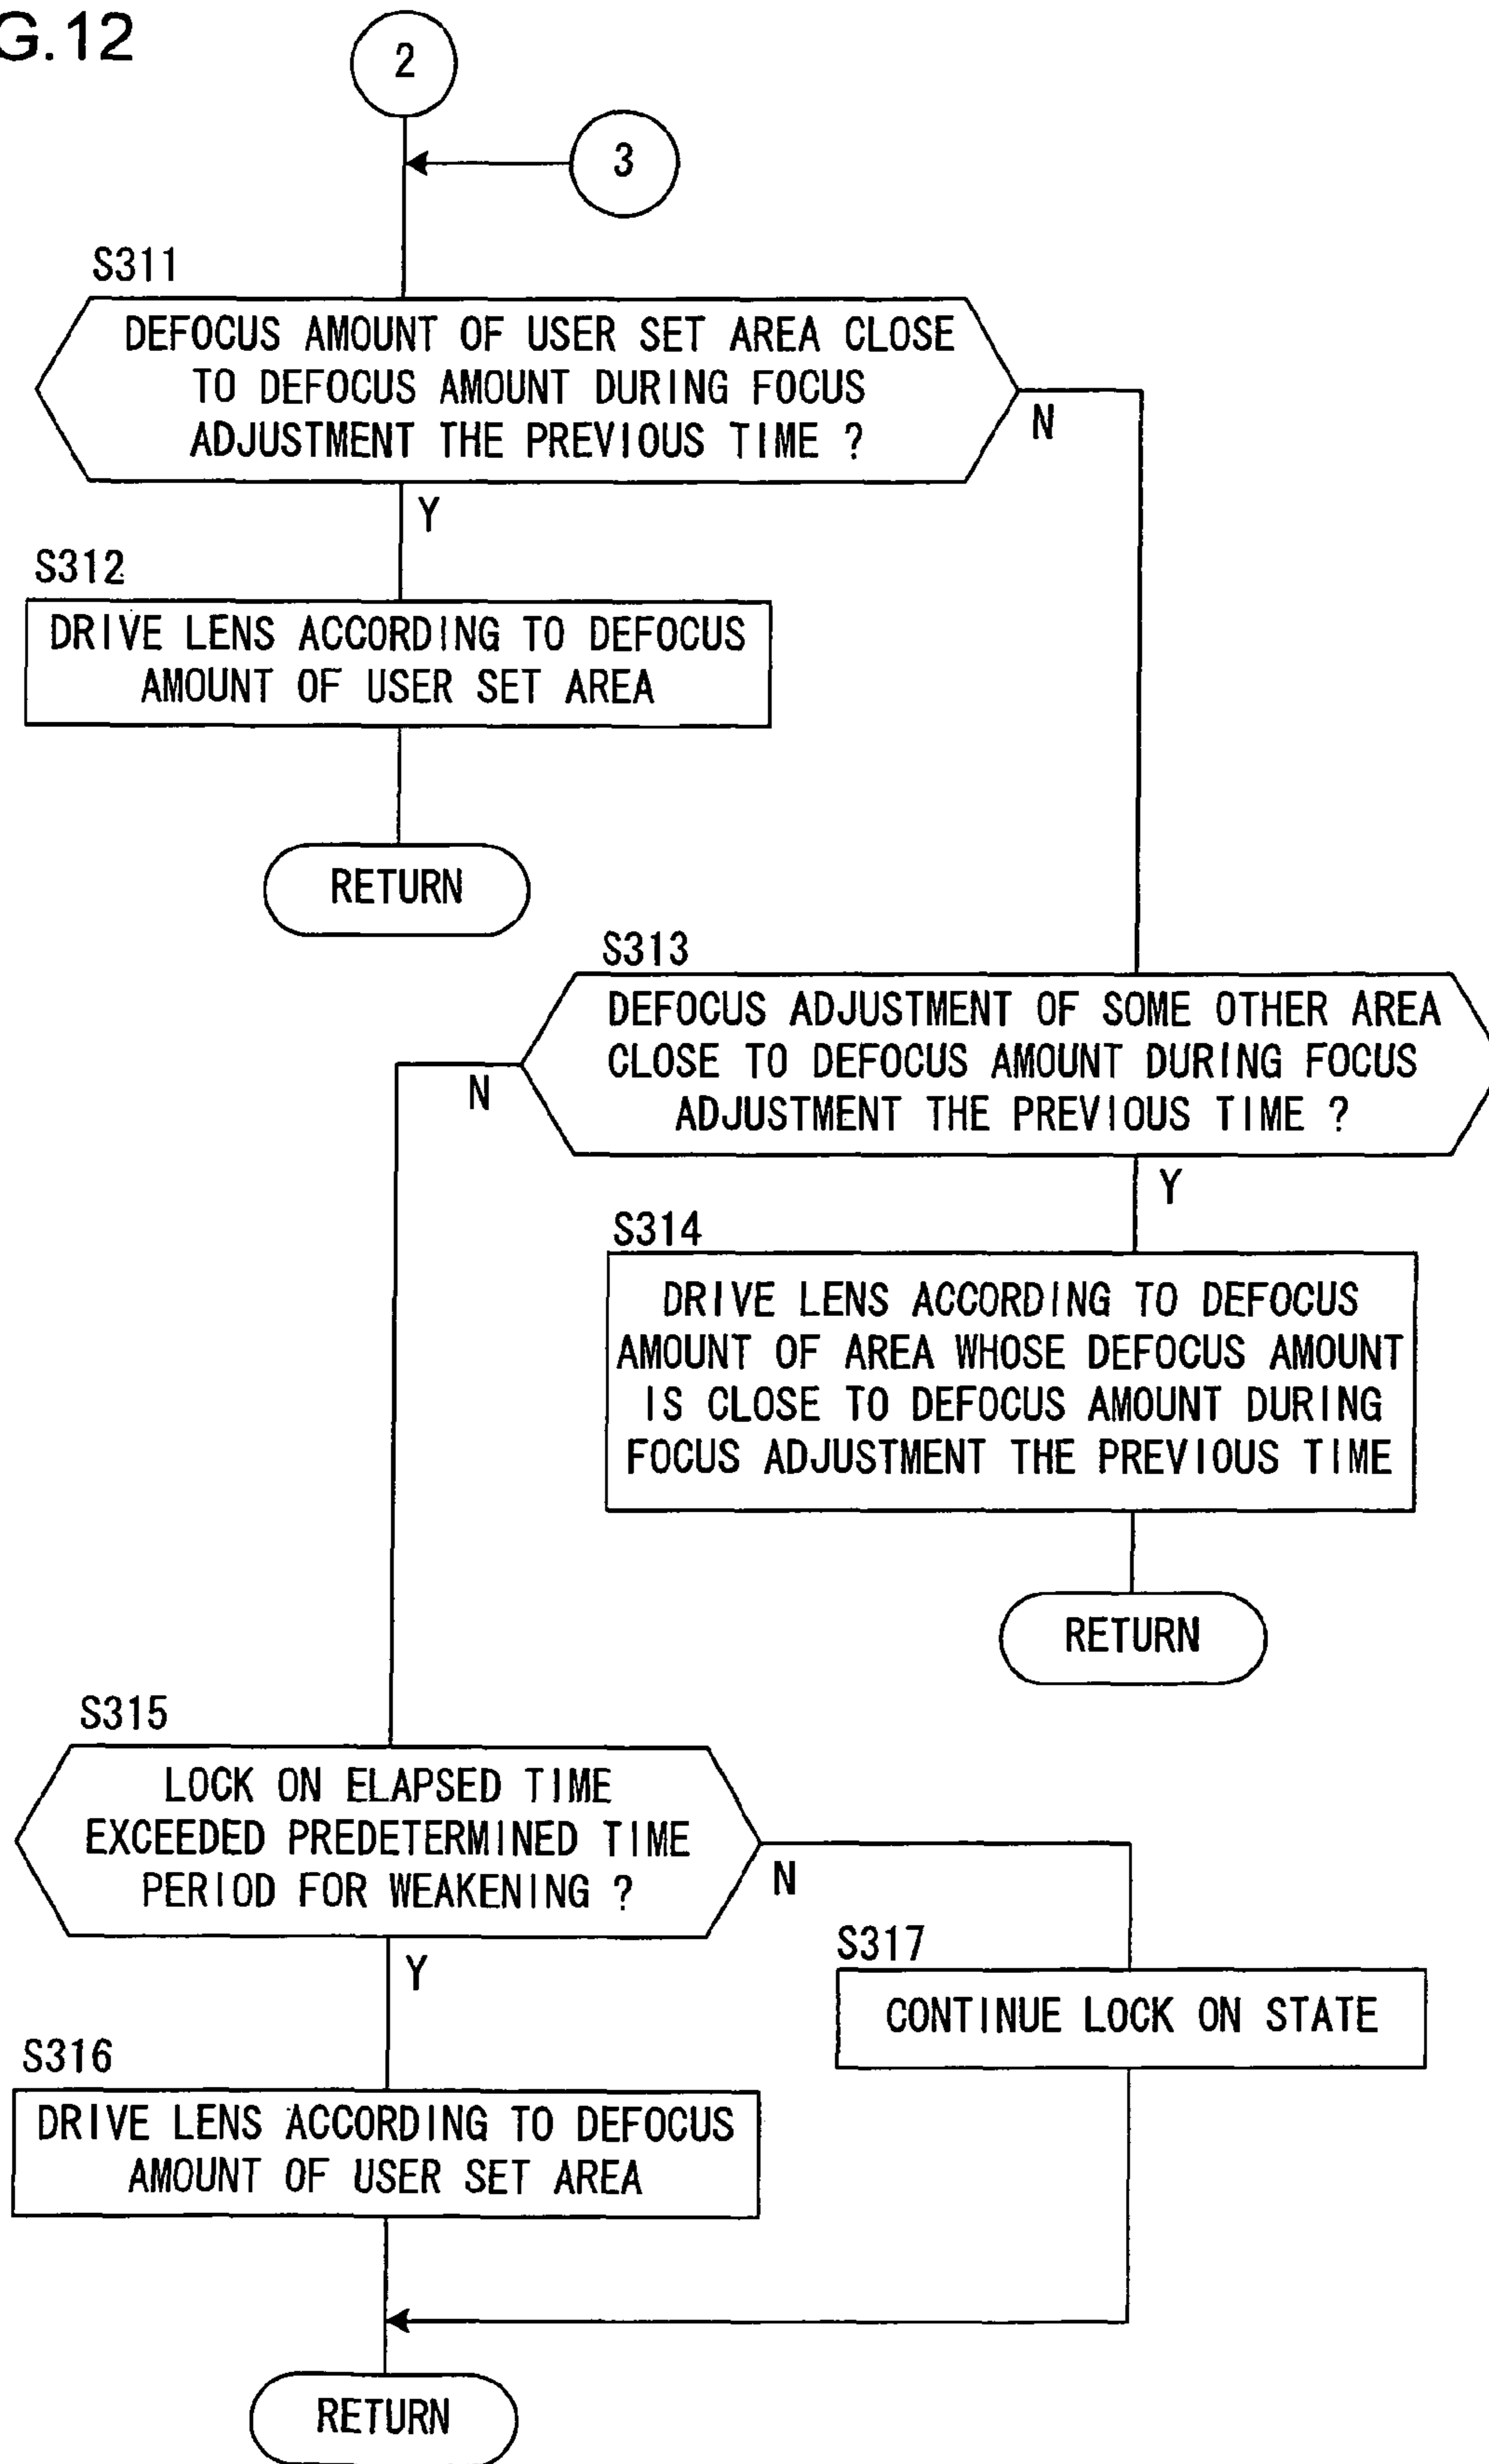 G.12
2
3
S311
DEFOCUS AMOUNT OF USER SET AREA CLOSE
TO DEFOCUS AMOUNT DURING FOCUS
ADJUSTMENT THE PREVIOUS TIME ?
N
Y
S312
DRIVE LENS ACCORDING TO DEFOCUS
AMOUNT OF USER SET AREA
RETURN
S313
DEFOCUS ADJUSTMENT OF SOME OTHER AREA
CLOSE TO DEFOCUS AMOUNT DURING FOCUS
ADJUSTMENT THE PREVIOUS TIME ?
N
Y
S314
DRIVE LENS ACCORDING TO DEFOCUS
AMOUNT OF AREA WHOSE DEFOCUS AMOUNT
IS CLOSE TO DEFOCUS AMOUNT DURING
FOCUS ADJUSTMENT THE PREVIOUS TIME
RETURN
S315
LOCK ON ELAPSED TIME
EXCEEDED PREDETERMINED TIME
PERIOD FOR WEAKENING ?
N
Y
S317
CONTINUE LOCK ON STATE
S316
DRIVE LENS ACCORDING TO DEFOCUS
AMOUNT OF USER SET AREA
RETURN